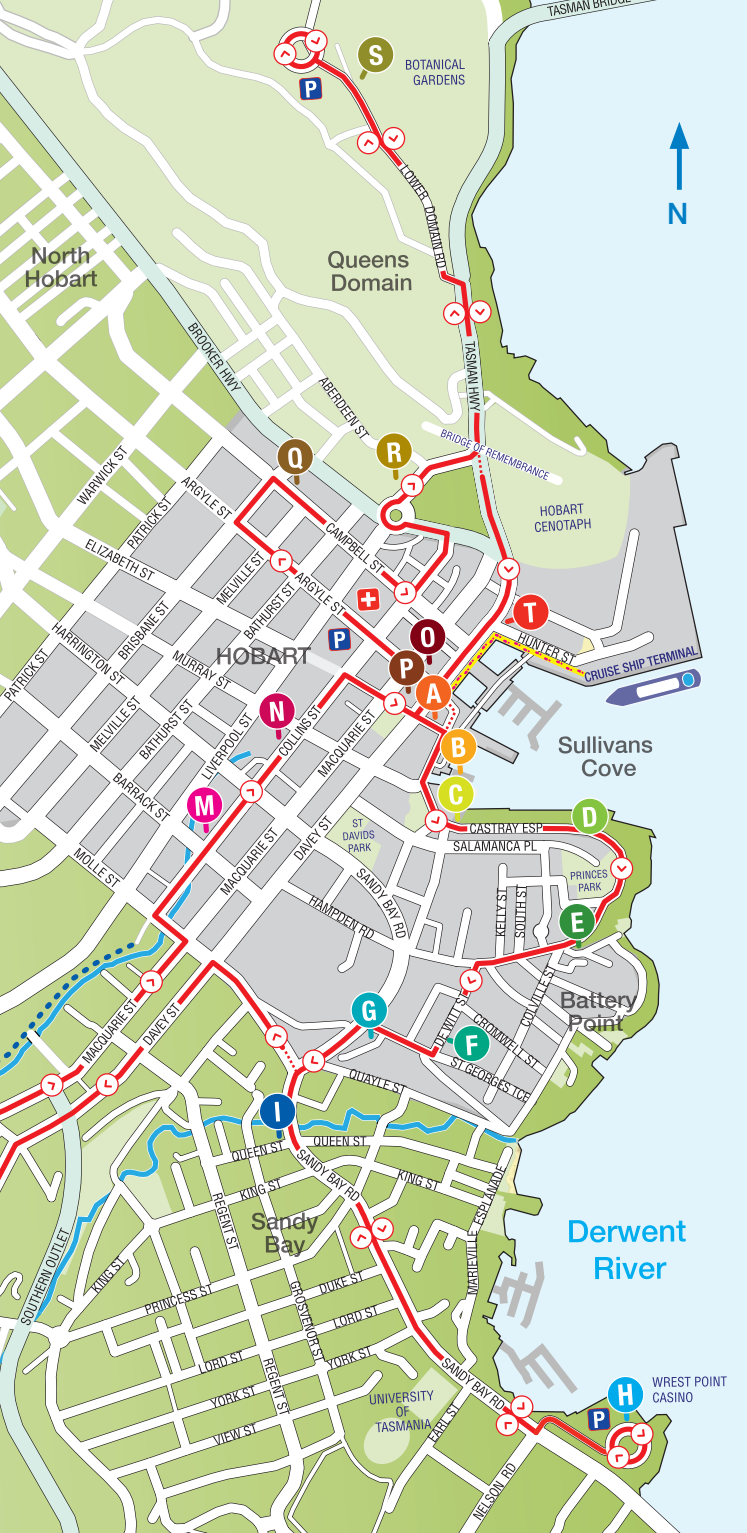 TASMAN BRIDGE
S
BOTANICAL
GARDENS
P
LOWER DOMAIN RD
N
North
Hobart
Queens
Domain
BROOKER HWY
TASMAN HWY
ABERDEEN ST
BRIDGE OF REMEMBRANCE
Q
R
WARWICK ST
ARGYLE ST
PATRICK ST
HOBART
CENOTAPH
CAMPBELL ST
ELIZABETH ST
MELVILLE ST
ARGYLE ST
BATHURST ST
T
BRISBANE ST
HARRINGTON ST
P
O
HUNTER ST
HOBART
MURRAY ST
P
CRUISE SHIP TERMINAL
PATRICK ST
A
MELVILLE ST
BATHURST ST
N
COLLINS ST
MACQUARIE ST
LIVERPOOL ST
B
Sullivans
Cove
BARRACK ST
M
C
D
CASTRAY ESP
ST
DAVIDS
PARK
DAVEY ST
SALAMANCA PL
MACQUARIE ST
MOLLE ST
SANDY BAY RD
PRINCES
PARK
KELLY ST
SOUTH ST
HAMPDEN RD
E
COLVILLE ST
Battery
Point
G
DE WITT ST
CROMWELL ST
F
MACQUARIE ST
DAVEY ST
ST GEORGES TCE
QUAYLE ST
I
QUEEN ST
QUEEN ST
SANDY BAY RD
KING ST
KING ST
REGENT ST
Sandy
Bay
MARIEVILLE ESPLANADE
Derwent
River
SOUTHERN OUTLET
KING ST
PRINCESS ST
DUKE ST
GROSVENOR ST
LORD ST
LORD ST
YORK ST
REGENT ST
YORK ST
VIEW ST
SANDY BAY RD
UNIVERSITY
OF
TASMANIA
EARL ST
NELSON RD
P
H
WREST POINT
CASINO